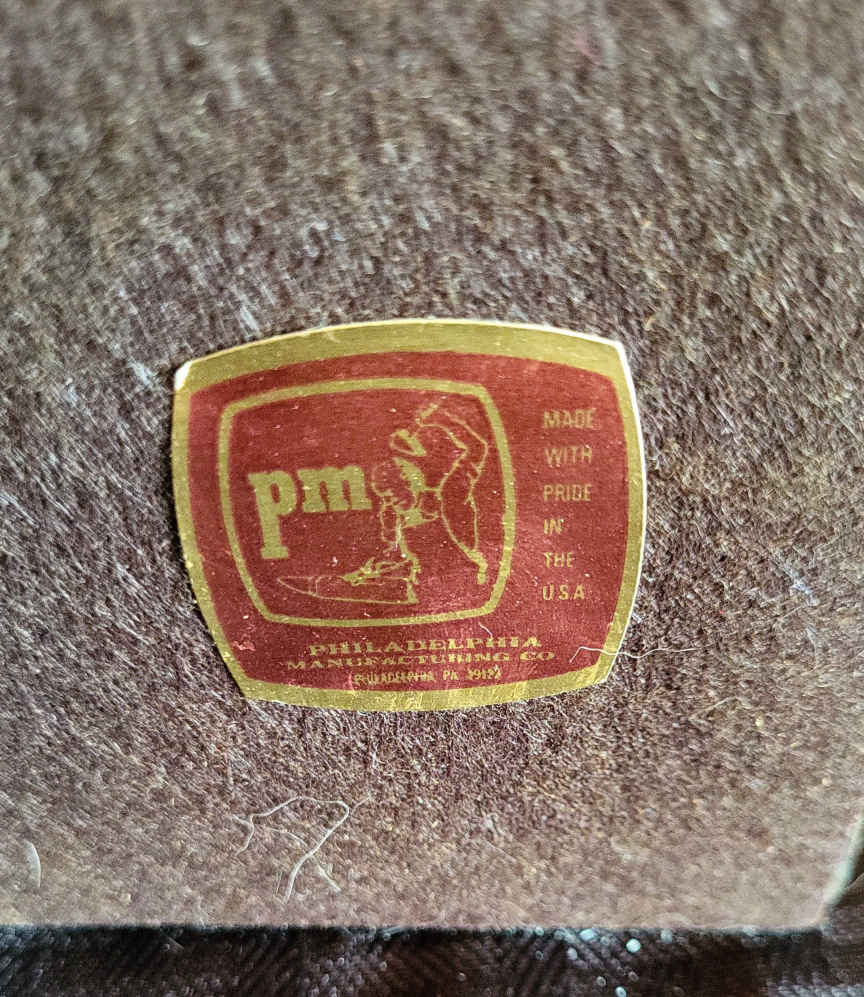 pm
MADE
WITH
PRIDE
IN
THE
U.S.A.
PHILADELPHIA
MANUFACTURING CO
PHILADELPHIA, PA. 19122